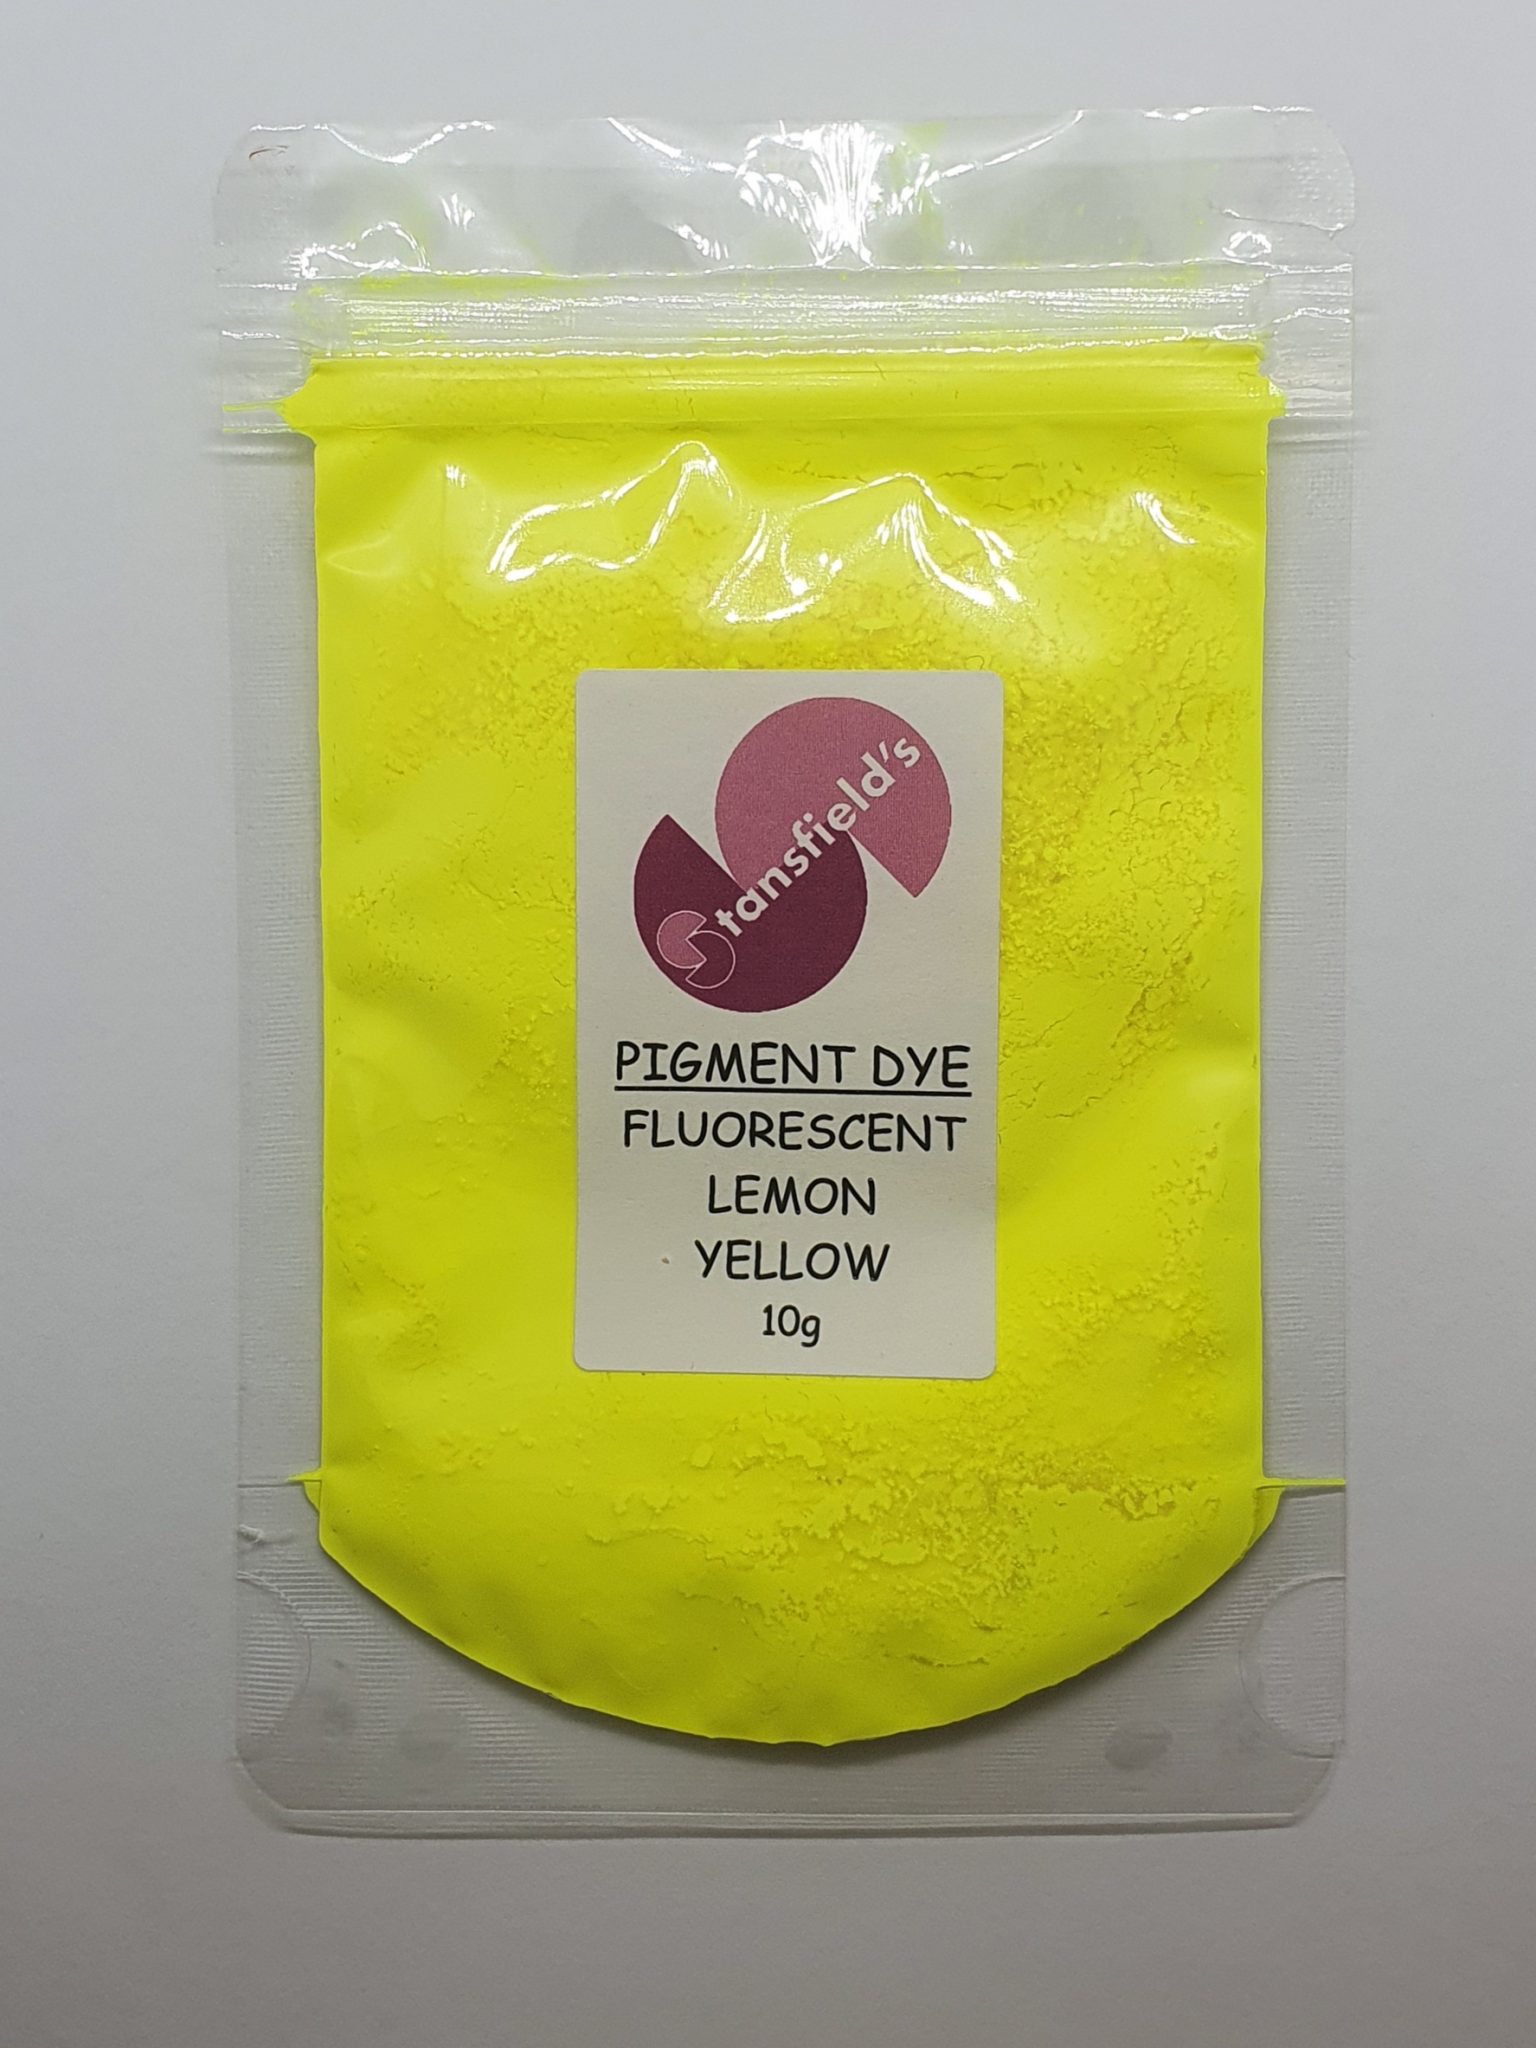 Stansfield's
PIGMENT DYE
FLUORESCENT
LEMON
YELLOW
10g